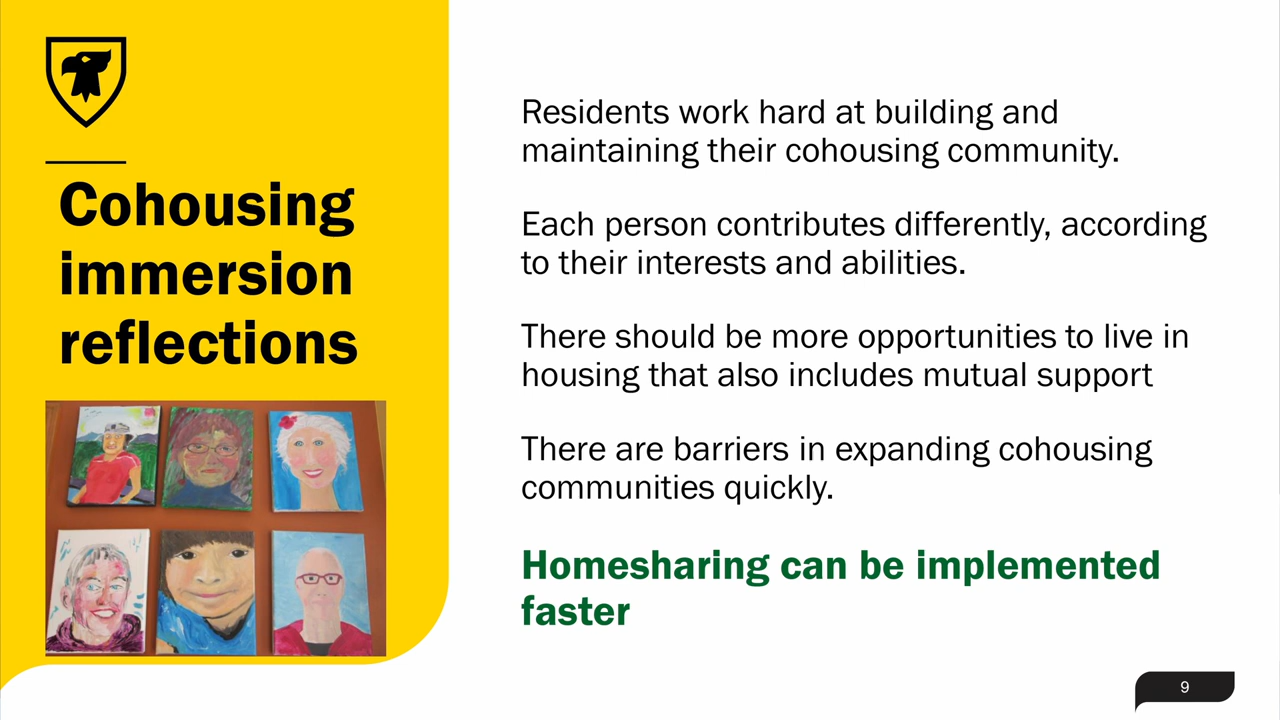 Cohousing
immersion
reflections
Residents work hard at building and
maintaining their cohousing community.
Each person contributes differently, according
to their interests and abilities.
There should be more opportunities to live in
housing that also includes mutual support
There are barriers in expanding cohousing
communities quickly.
Homesharing can be implemented
faster
9